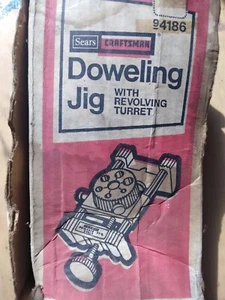 94186
Sears CRAFTSMAN
Doweling
Jig WITH
REVOLVING
TURRET